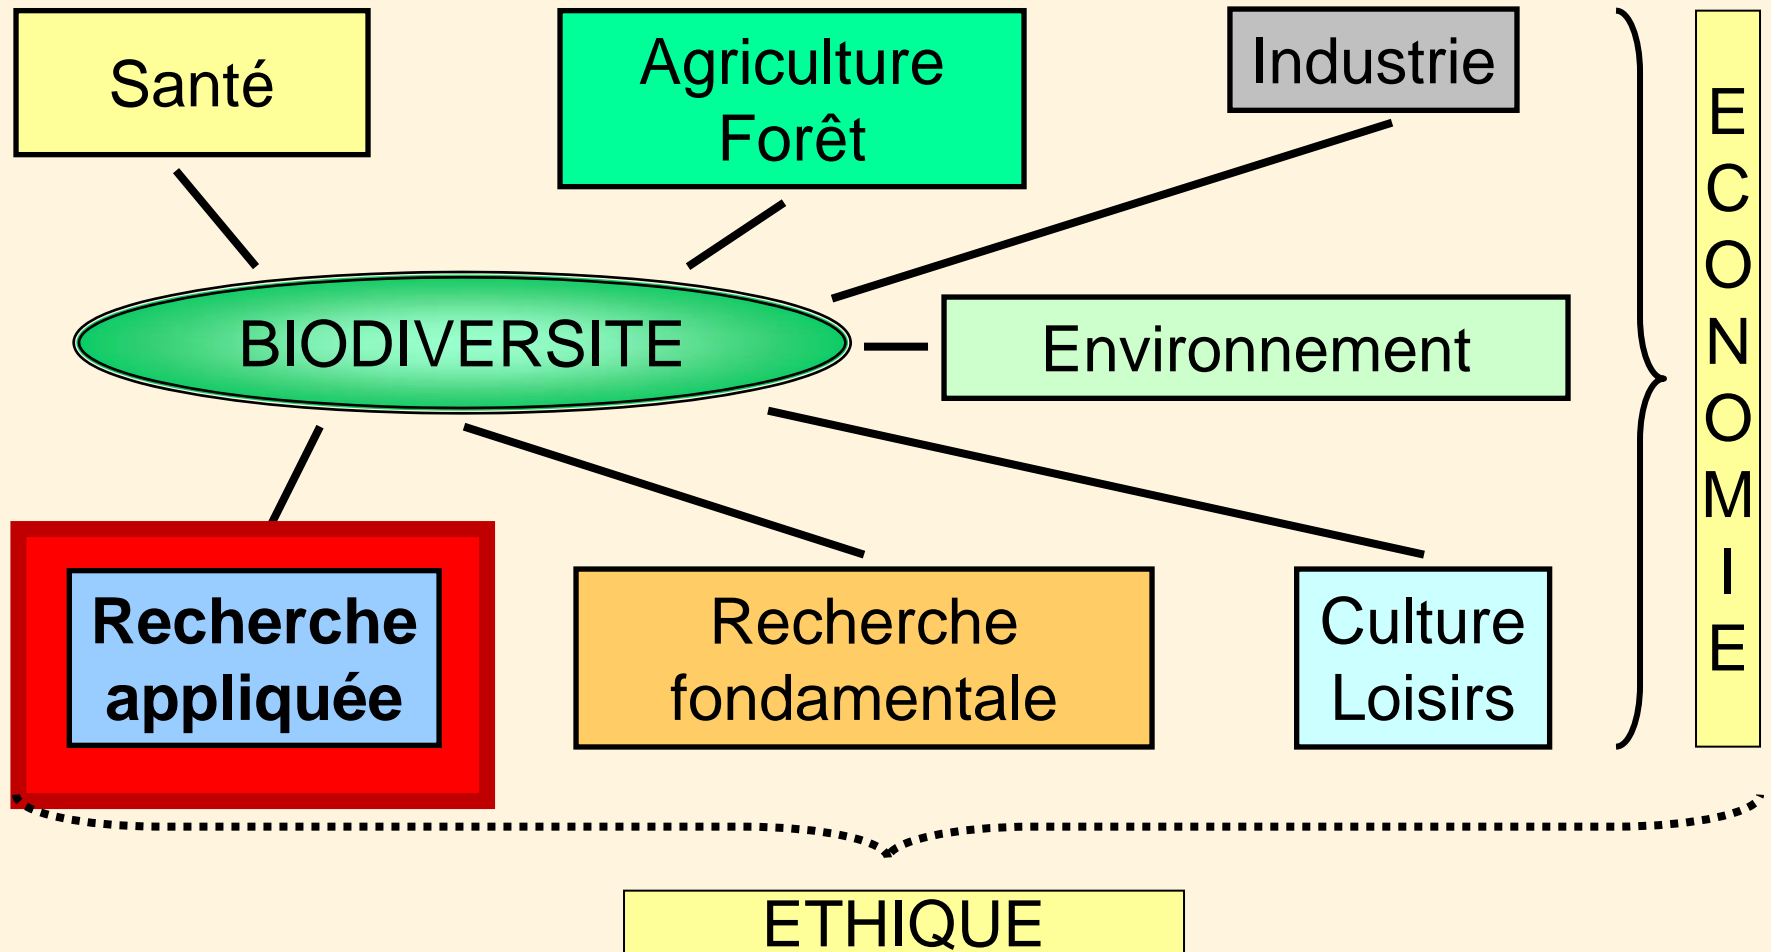 Santé
Agriculture
Forêt
Industrie
BIODIVERSITE
Environnement
Recherche
appliquée
Recherche
fondamentale
Culture
Loisirs
E
C
O
N
O
M
I
E
ETHIQUE